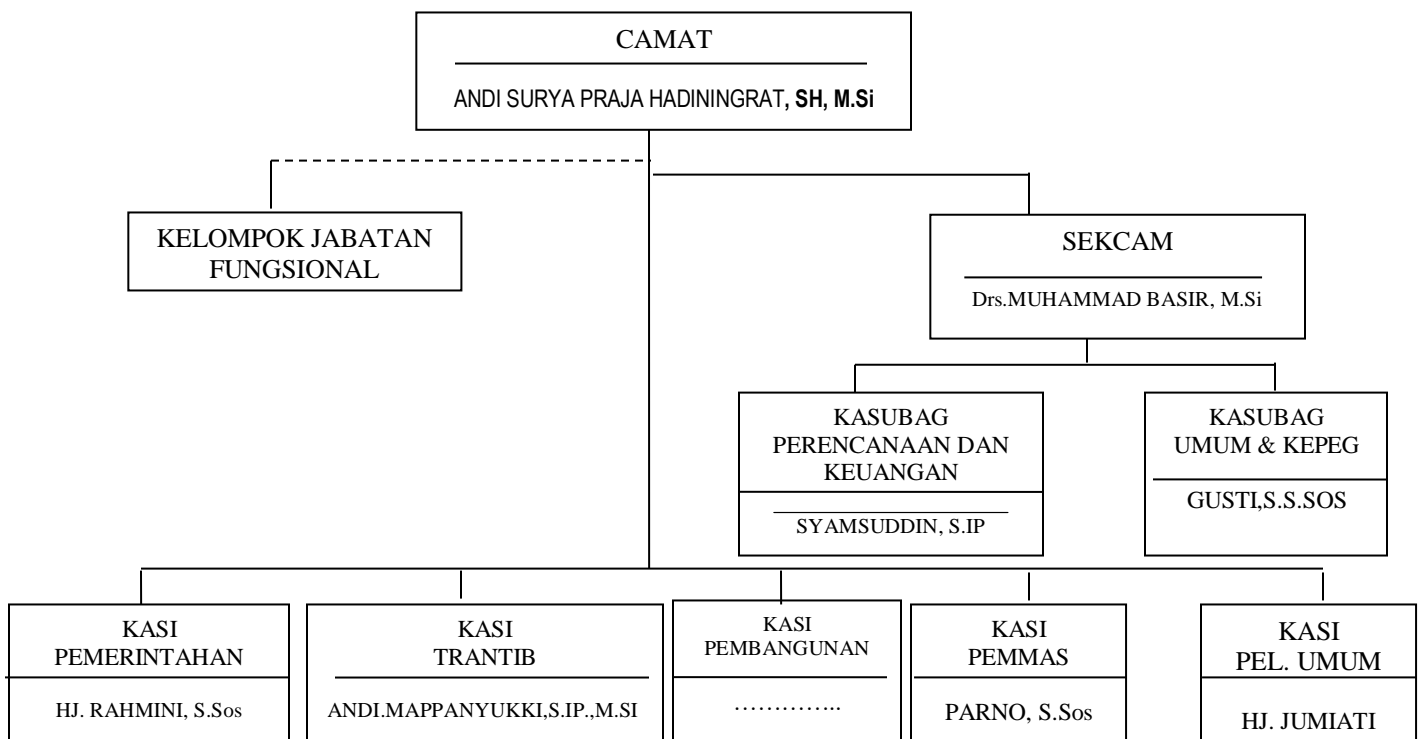 CAMAT
ANDI SURYA PRAJA HADININGRAT, SH, M.Si
KELOMPOK JABATAN
FUNGSIONAL
SEKCAM
Drs.MUHAMMAD BASIR, M.Si
KASUBAG
PERENCANAAN DAN
KEUANGAN
SYAMSUDDIN, S.IP
KASUBAG
UMUM & KEPEG
GUSTI,S.S.SOS
KASI
PEMERINTAHAN
HJ. RAHMINI, S.Sos
KASI
TRANTIB
ANDI.MAPPANYUKKI,S.IP.,M.SI
KASI
PEMBANGUNAN
…………..
KASI
PEMMAS
PARNO, S.Sos
KASI
PEL. UMUM
HJ. JUMIATI